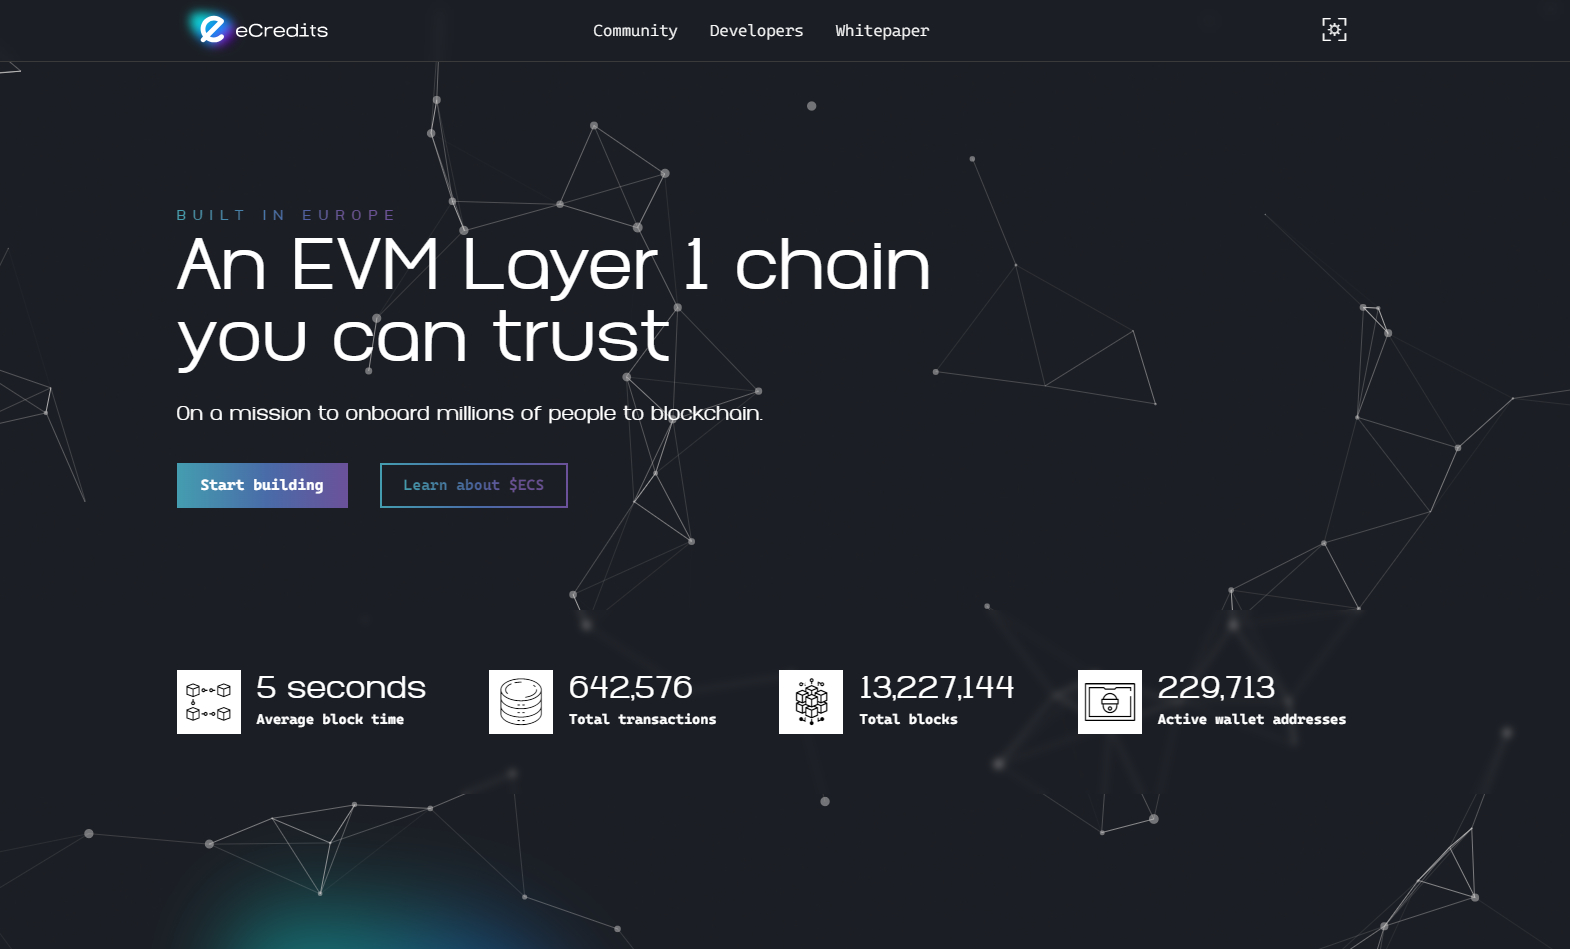 eCredits
Community Developers Whitepaper
BUILT IN EUROPE
An EVM Layer 1 chain
you can trust
On a mission to onboard millions of people to blockchain.
Start building Learn about $ECS
5 seconds
Average block time
642,576
Total transactions
13,227,144
Total blocks
229,713
Active wallet addresses